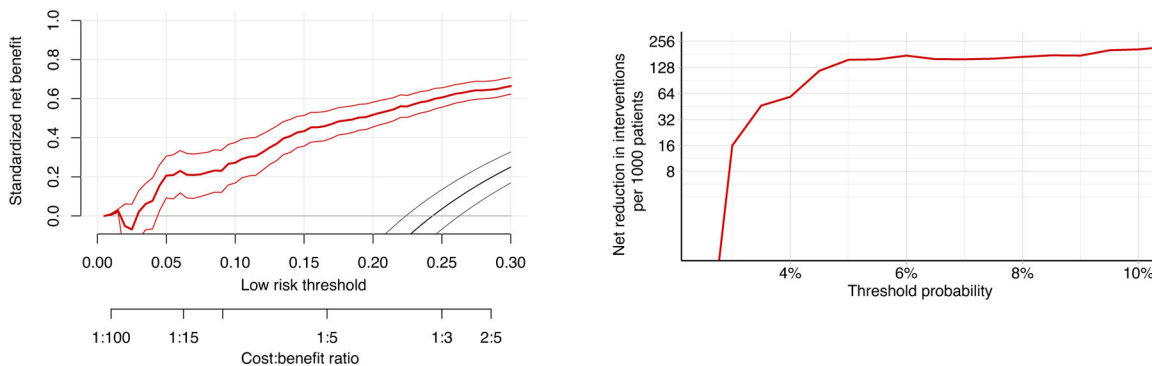 Standardized net benefit
1.0
0.8
0.6
0.4
0.2
0.0
0.00 0.05 0.10 0.15 0.20 0.25 0.30
Low risk threshold
1:100 1:15 1:5 1:3 2:5
Cost:benefit ratio
Net reduction in interventions
per 1000 patients
256
128
64
32
16
8
4% 6% 8% 10%
Threshold probability